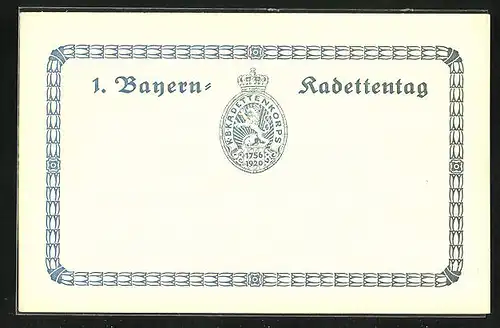 1. Bayern= Kadettentag
K.B. KADETTENKORPS
1756
1920